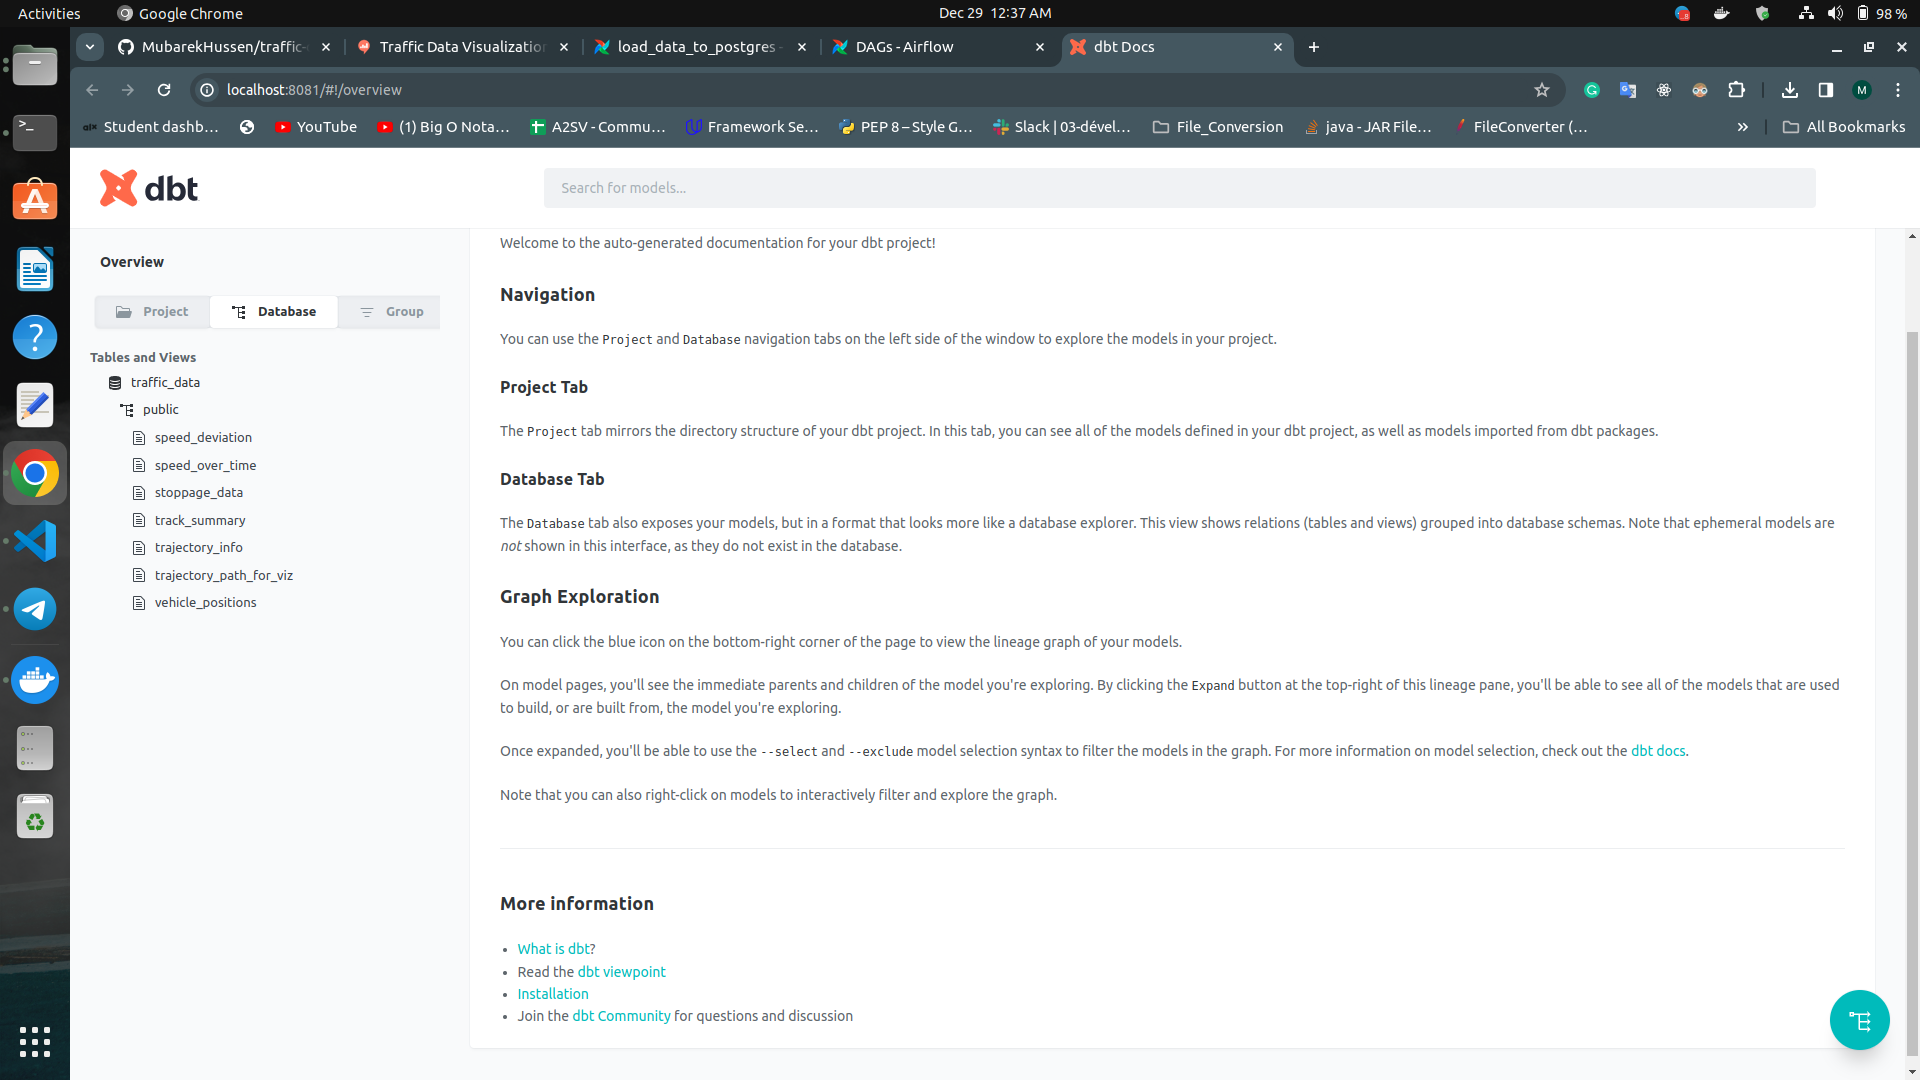 Activities
Google Chrome
Dec 29 12:37 AM
98 %
MubarekHussen/traffic-
Traffic Data Visualization
load_data_to_postgres -
DAGs - Airflow
dbt Docs
localhost:8081/#!/overview
M
Student dashb...
YouTube
(1) Big O Nota...
A2SV - Commu...
Framework Se...
PEP 8 – Style G...
Slack | 03-dével...
File_Conversion
java - JAR File...
FileConverter (...
»
All Bookmarks
dbt
Search for models...
Overview
Project
Database
Group
Tables and Views
traffic_data
public
speed_deviation
speed_over_time
stoppage_data
track_summary
trajectory_info
trajectory_path_for_viz
vehicle_positions
Welcome to the auto-generated documentation for your dbt project!
Navigation
You can use the Project and Database navigation tabs on the left side of the window to explore the models in your project.
Project Tab
The Project tab mirrors the directory structure of your dbt project. In this tab, you can see all of the models defined in your dbt project, as well as models imported from dbt packages.
Database Tab
The Database tab also exposes your models, but in a format that looks more like a database explorer. This view shows relations (tables and views) grouped into database schemas. Note that ephemeral models are
not shown in this interface, as they do not exist in the database.
Graph Exploration
You can click the blue icon on the bottom-right corner of the page to view the lineage graph of your models.
On model pages, you'll see the immediate parents and children of the model you're exploring. By clicking the Expand button at the top-right of this lineage pane, you'll be able to see all of the models that are used
to build, or are built from, the model you're exploring.
Once expanded, you'll be able to use the --select and --exclude model selection syntax to filter the models in the graph. For more information on model selection, check out the dbt docs.
Note that you can also right-click on models to interactively filter and explore the graph.
More information
• What is dbt?
• Read the dbt viewpoint
• Installation
• Join the dbt Community for questions and discussion